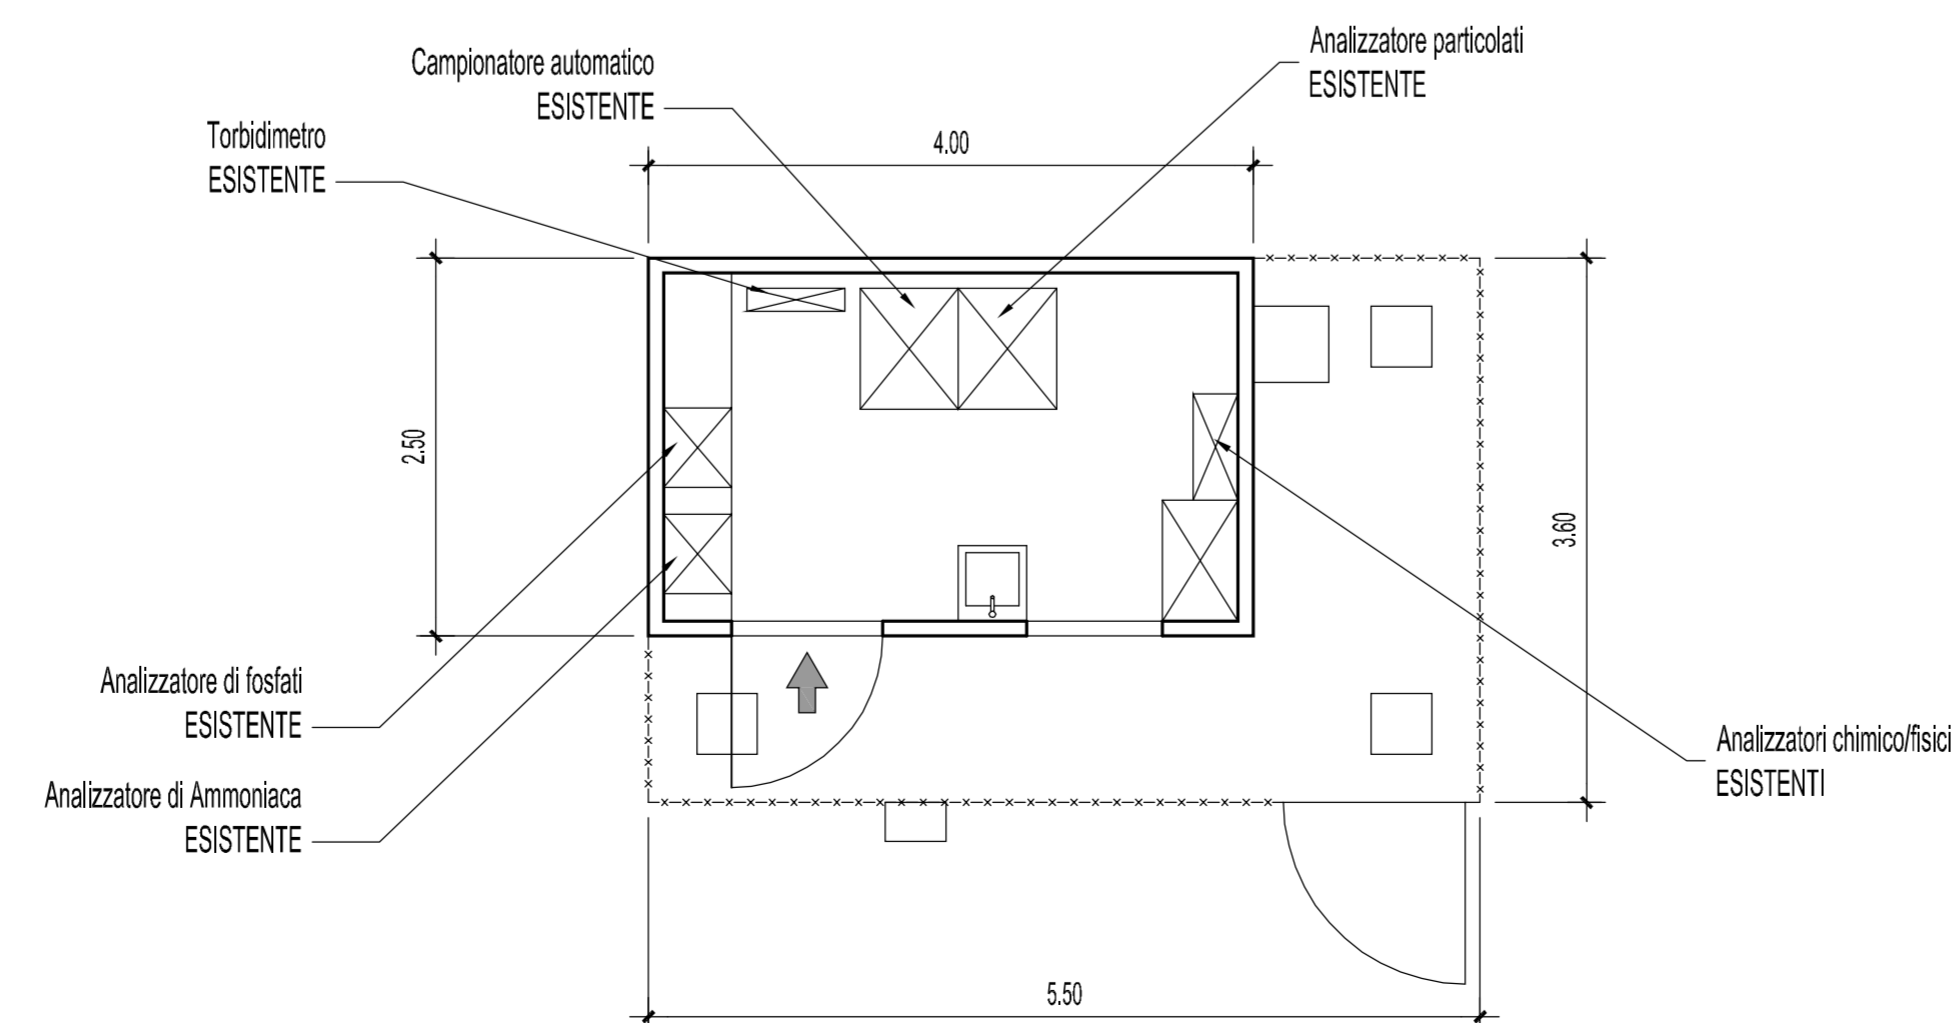 Analizzatore particolati
ESISTENTE
Campionatore automatico
ESISTENTE
Torbidimetro
ESISTENTE
4.00
2.50
3.60
Analizzatore di fosfati
ESISTENTE
Analizzatori chimico/fisici
ESISTENTI
Analizzatore di Ammoniaca
ESISTENTE
5.50